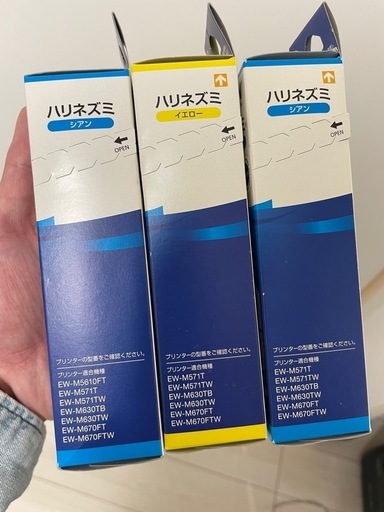 ハリネズミ
シアン
OPEN
プリンターの型番をご確認ください。
プリンター適合機種
EW-M5610FT
EW-M571T
EW-M571TW
EW-M630TB
EW-M630TW
EW-M670FT
EW-M670FTW
ハリネズミ
イエロー
OPEN
プリンターの型番をご確認ください。
プリンター適合機種
EW-M571T
EW-M571TW
EW-M630TB
EW-M630TW
EW-M670FT
EW-M670FTW
ハリネズミ
シアン
OPEN
プリンターの型番をご確認ください。
プリンター適合機種
EW-M571T
EW-M571TW
EW-M630TB
EW-M630TW
EW-M670FT
EW-M670FTW